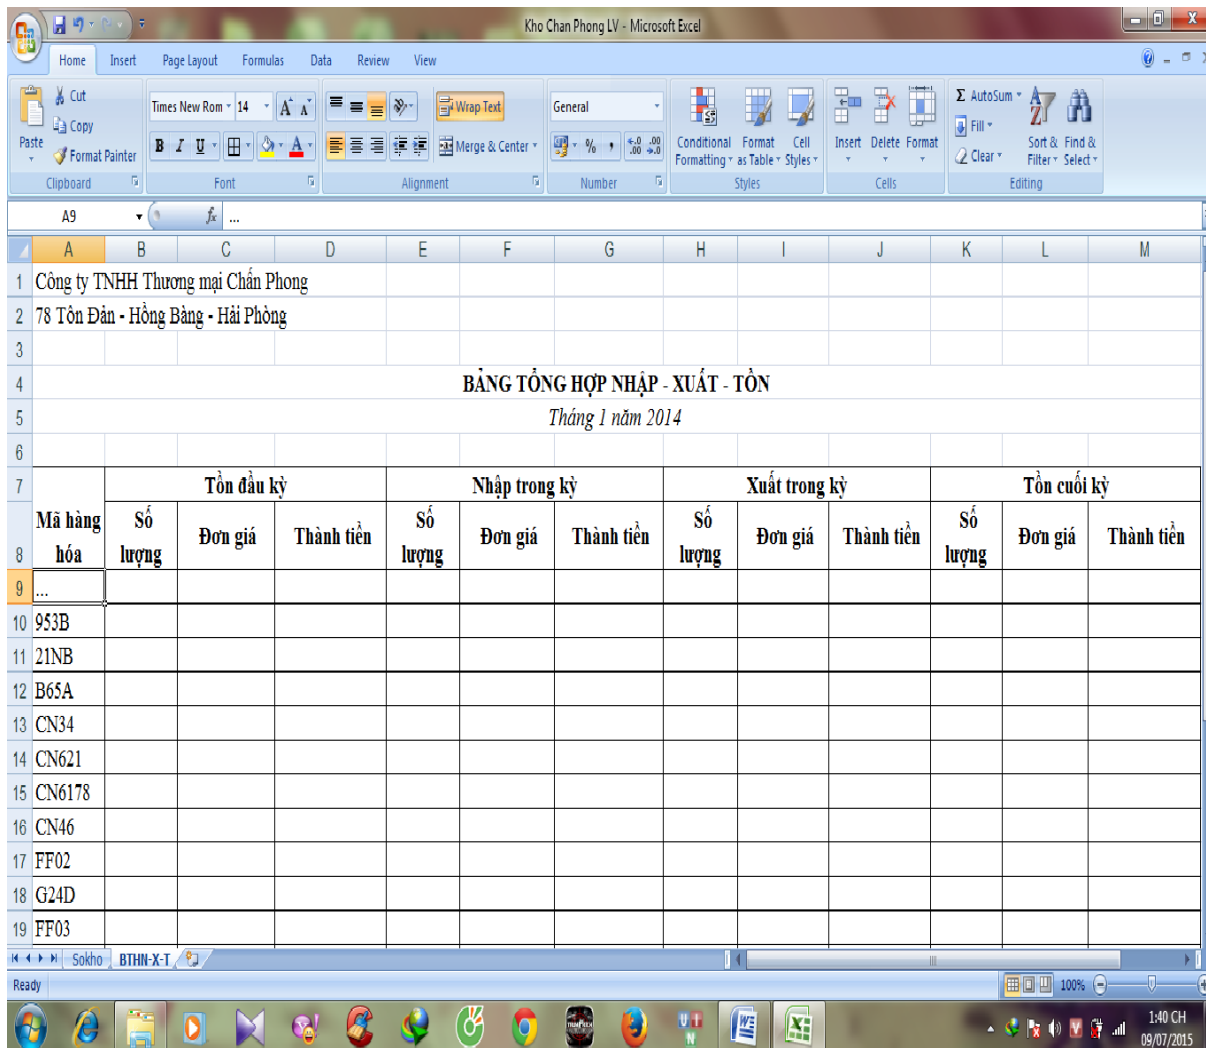 Kho Chan Phong LV - Microsoft Excel
Home Insert Page Layout Formulas Data Review View
Paste
Cut
Copy
Format Painter
Clipboard
Times New Rom 14
B I U
Font
Wrap Text
Merge & Center
Alignment
General
% ,
Number
Conditional Formatting
Format as Table
Cell Styles
Styles
Insert Delete Format
Cells
Σ AutoSum
Fill
Clear
Sort & Filter
Find & Select
Editing
A9 fx ...
A B C D E F G H I J K L M
1 Công ty TNHH Thương mại Chấn Phong
2 78 Tôn Đản - Hồng Bàng - Hải Phòng
3
4 BẢNG TỔNG HỢP NHẬP - XUẤT - TỒN
5 Tháng 1 năm 2014
6
7 Tồn đầu kỳ Nhập trong kỳ Xuất trong kỳ Tồn cuối kỳ
8 Mã hàng hóa Số lượng Đơn giá Thành tiền Số lượng Đơn giá Thành tiền Số lượng Đơn giá Thành tiền Số lượng Đơn giá Thành tiền
9 ...
10 953B
11 21NB
12 B65A
13 CN34
14 CN621
15 CN6178
16 CN46
17 FF02
18 G24D
19 FF03
Sokho BTHN-X-T
Ready 100%
1:40 CH
09/07/2015